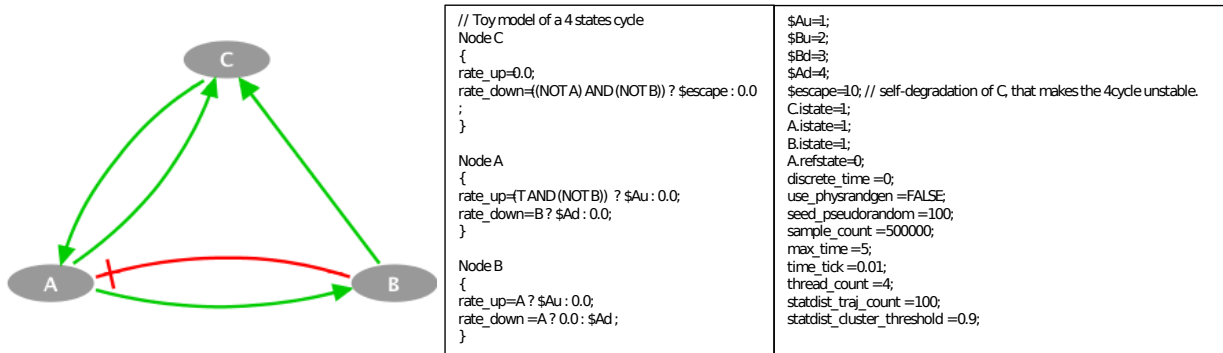 C
A
B
// Toy model of a 4 states cycle
Node C
{
rate_up=0.0;
rate_down=((NOT A) AND (NOT B)) ? $escape : 0.0
;
}
Node A
{
rate_up=(T AND (NOT B)) ? $Au : 0.0;
rate_down= B ? $Ad : 0.0;
}
Node B
{
rate_up=A ? $Au : 0.0;
rate_down = A ? 0.0 : $Ad ;
}
$Au=1;
$Bu=2;
$Bd=3;
$Ad=4;
$escape=10; // self-degradation of C, that makes the 4cycle unstable.
C.istate=1;
A.istate=1;
B.istate=1;
A.refstate=0;
discrete_time = 0;
use_physrandgen = FALSE;
seed_pseudorandom = 100;
sample_count = 500000;
max_time = 5;
time_tick = 0.01;
thread_count = 4;
statdist_traj_count = 100;
statdist_cluster_threshold = 0.9;